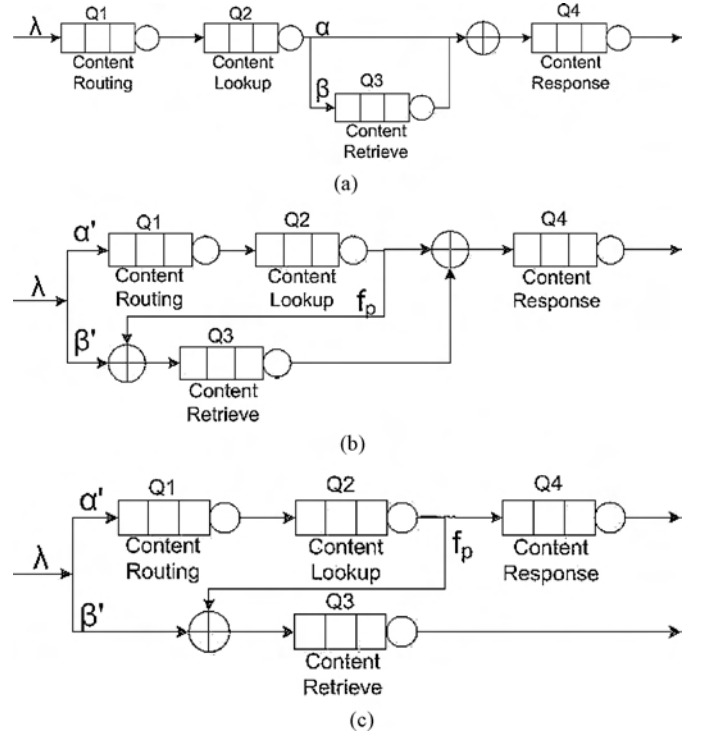 λ
Q1
Content
Routing
Q2
Content
Lookup
α
β
Q3
Content
Retrieve
Q4
Content
Response
(a)
λ
α'
Q1
Content
Routing
Q2
Content
Lookup
fp
β'
Q3
Content
Retrieve
Q4
Content
Response
(b)
λ
α'
Q1
Content
Routing
Q2
Content
Lookup
fp
Q4
Content
Response
β'
Q3
Content
Retrieve
(c)